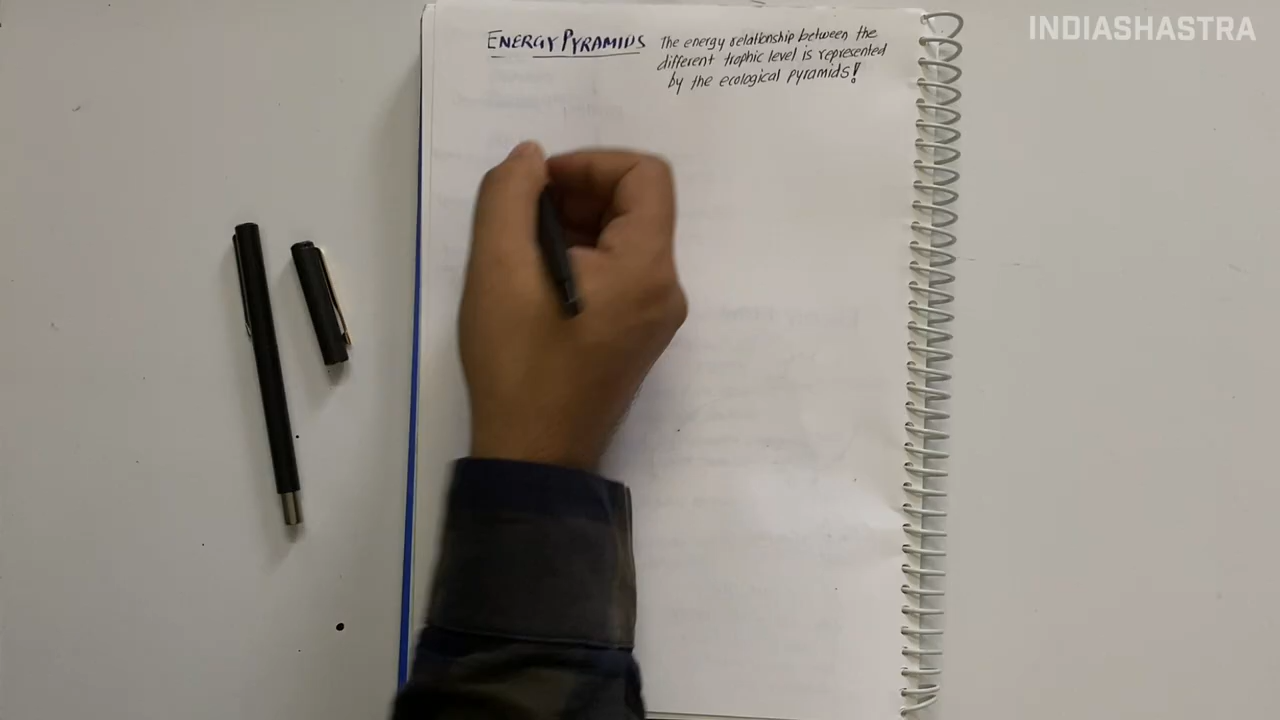 INDIASHASTRA
ENERGY PYRAMIDS The energy relationship between the
different trophic level is represented
by the ecological pyramids!